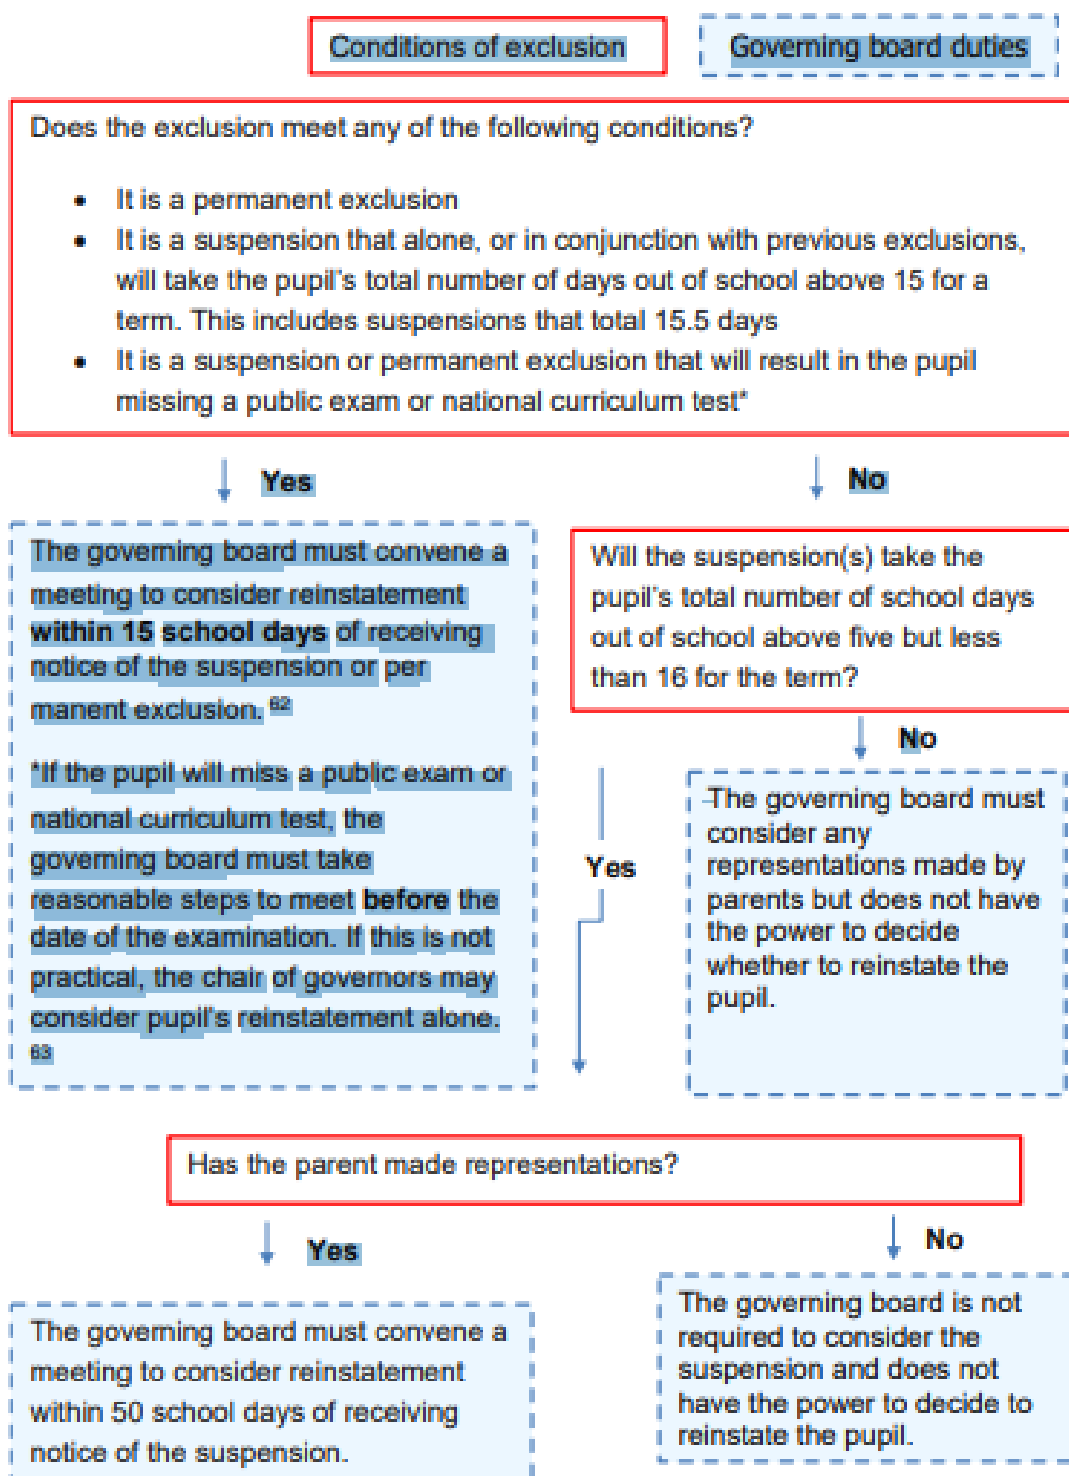 Conditions of exclusion
Governing board duties
Does the exclusion meet any of the following conditions?
• It is a permanent exclusion
• It is a suspension that alone, or in conjunction with previous exclusions,
will take the pupil's total number of days out of school above 15 for a
term. This includes suspensions that total 15.5 days
• It is a suspension or permanent exclusion that will result in the pupil
missing a public exam or national curriculum test*
Yes
No
The governing board must convene a
meeting to consider reinstatement
within 15 school days of receiving
notice of the suspension or per
manent exclusion. 62
*If the pupil will miss a public exam or
national curriculum test, the
governing board must take
reasonable steps to meet before the
date of the examination. If this is not
practical, the chair of governors may
consider pupil's reinstatement alone.
63
Will the suspension(s) take the
pupil's total number of school days
out of school above five but less
than 16 for the term?
No
Yes
The governing board must
consider any
representations made by
parents but does not have
the power to decide
whether to reinstate the
pupil.
Has the parent made representations?
Yes
No
The governing board must convene a
meeting to consider reinstatement
within 50 school days of receiving
notice of the suspension.
The governing board is not
required to consider the
suspension and does not
have the power to decide to
reinstate the pupil.